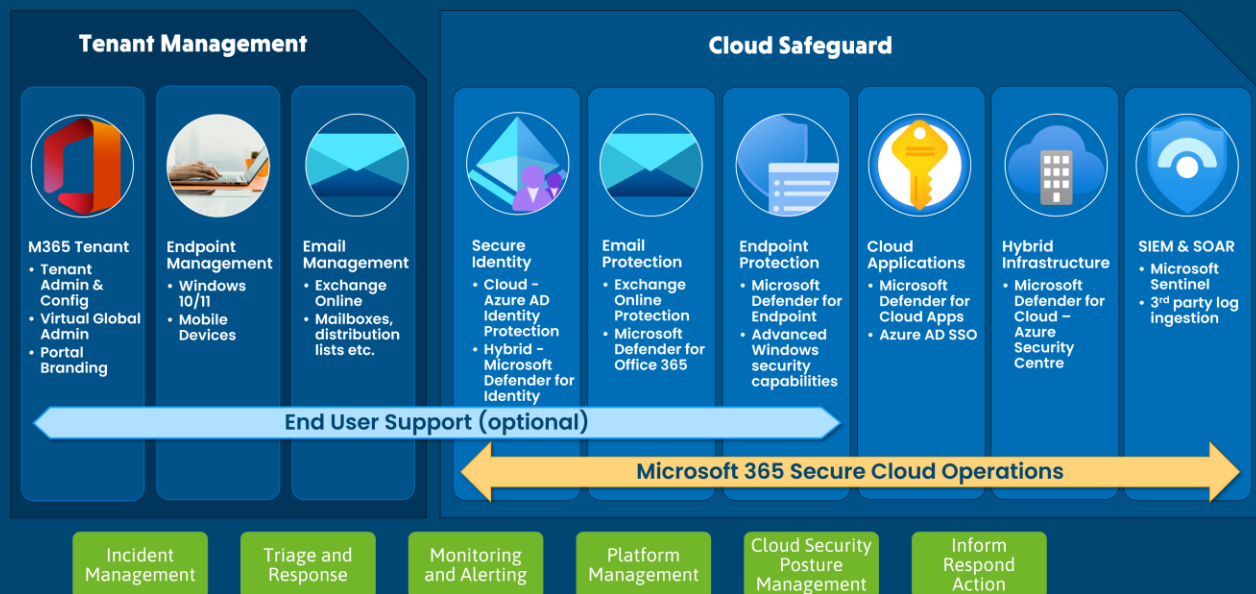 Tenant Management
Cloud Safeguard
M365 Tenant
• Tenant
Admin &
Config
• Virtual Global
Admin
• Portal
Branding
Endpoint
Management
• Windows
10/11
• Mobile
Devices
Email
Management
• Exchange
Online
• Mailboxes,
distribution
lists etc.
Secure
Identity
• Cloud -
Azure AD
Identity
Protection
• Hybrid -
Microsoft
Defender for
Identity
Email
Protection
• Exchange
Online
Protection
• Microsoft
Defender for
Office 365
Endpoint
Protection
• Microsoft
Defender for
Endpoint
• Advanced
Windows
security
capabilities
Cloud
Applications
• Microsoft
Defender for
Cloud Apps
• Azure AD SSO
Hybrid
Infrastructure
• Microsoft
Defender for
Cloud –
Azure
Security
Centre
SIEM & SOAR
• Microsoft
Sentinel
• 3rd party log
ingestion
End User Support (optional)
Microsoft 365 Secure Cloud Operations
Incident
Management
Triage and
Response
Monitoring
and Alerting
Platform
Management
Cloud Security
Posture
Management
Inform
Respond
Action